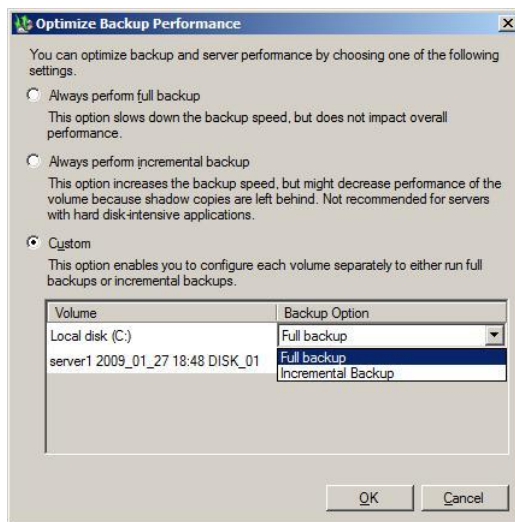 Optimize Backup Performance
You can optimize backup and server performance by choosing one of the following
settings.
Always perform full backup
This option slows down the backup speed, but does not impact overall
performance.
Always perform incremental backup
This option increases the backup speed, but might decrease performance of the
volume because shadow copies are left behind. Not recommended for servers
with hard disk-intensive applications.
Custom
This option enables you to configure each volume separately to either run full
backups or incremental backups.
Volume Backup Option
Local disk (C:) Full backup
server1 2009_01_27 18:48 DISK_01 Full backup
Incremental Backup
OK Cancel